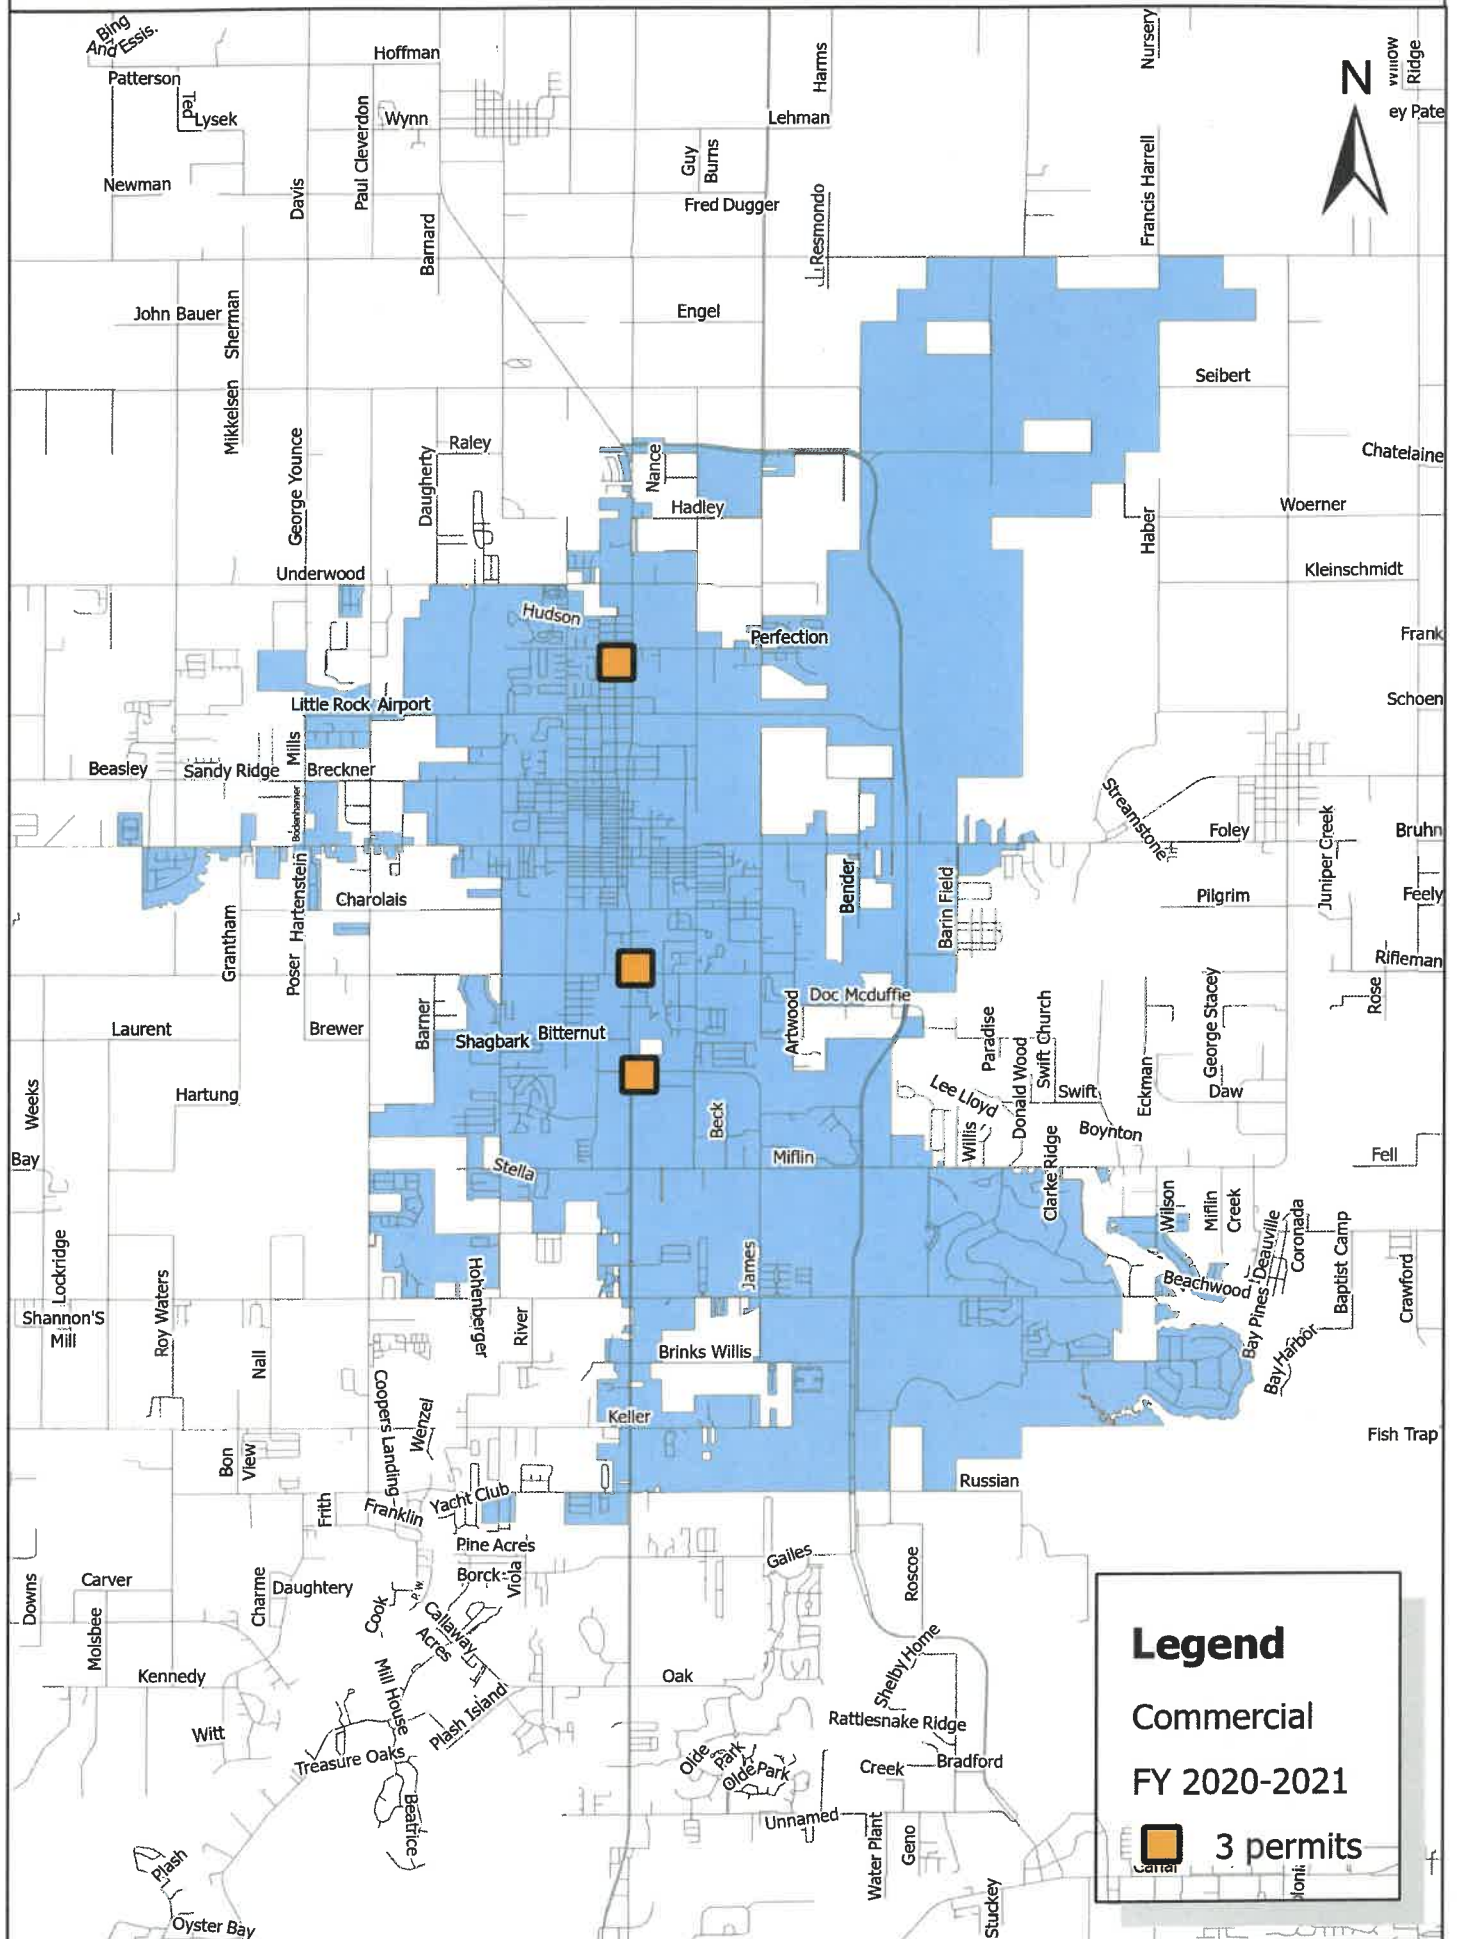 Bing
And Essis.
Hoffman
Nursery
Harms
N
Willow
Ridge
Patterson
Ted
Lysek
Paul Cleverdon
Wynn
Lehman
ey Pate
Guy
Burns
Newman
Davis
Fred Dugger
Francis Harrell
Barnard
Resmondo
John Bauer
Sherman
Engel
Mikkelsen
Seibert
George Younce
Daugherty
Raley
Nance
Chatelaine
Hadley
Woerner
Haber
Underwood
Kleinschmidt
Hudson
Perfection
Frank
Little Rock
Airport
Schoen
Mills
Beasley
Sandy Ridge
Breckner
Bodenhamer
Streamstone
Foley
Juniper Creek
Bruhn
Hartenstein
Charolais
Bender
Barin Field
Pilgrim
Feely
Grantham
Poser
Rifleman
Doc Mcduffie
Rose
Laurent
Brewer
Barner
Shagbark
Bitternut
Artwood
Paradise
Swift Church
George Stacey
Donald Wood
Weeks
Hartung
Lee Lloyd
Swift
Eckman
Daw
Beck
Willis
Boynton
Bay
Stella
Miflin
Clarke Ridge
Fell
Wilson
Miflin
Creek
Deauville
Coronada
Baptist Camp
Crawford
Lockridge
Roy Waters
Hohenberger
James
Beachwood
Shannon'S
Mill
River
Bay Pines
Nall
Brinks Willis
Bay Harbor
Coopers Landing
Wenzel
Keller
Fish Trap
Bon
View
Frith
Franklin
Yacht Club
Russian
Pine Acres
Gailes
Roscoe
Downs
Carver
Charme
Daughtery
Borck
Viola
P W
Molsbee
Cook
Callaway
Acres
Legend
Kennedy
Mill House
Oak
Shelby Home
Plash Island
Commercial
Witt
Rattlesnake Ridge
Treasure Oaks
Olde
Park
Olde Park
Creek
Bradford
FY 2020-2021
Beatrice
Unnamed
Water Plant
Geno
3 permits
Canal
Plash
Oyster Bay
Stuckey